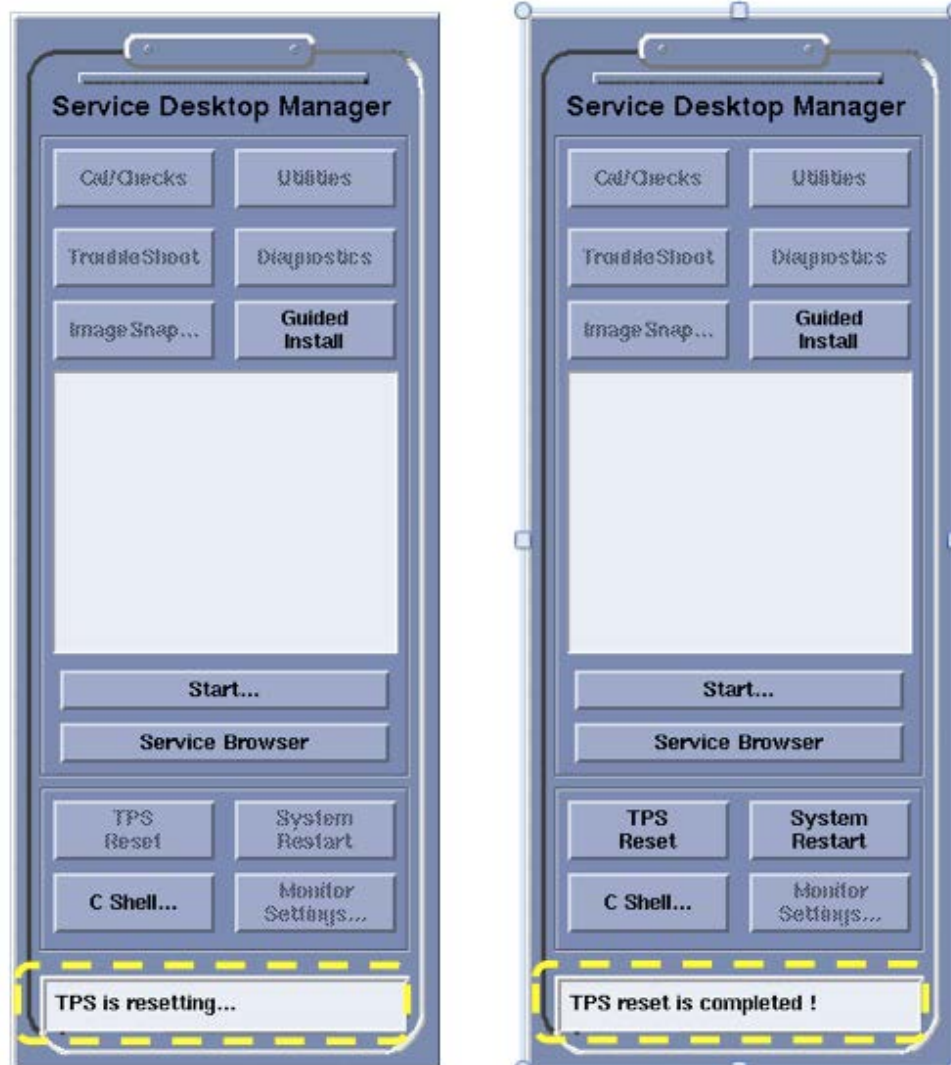 Service Desktop Manager
Cal/Checks
Utilities
TroubleShoot
Diagnostics
Image Snap...
Guided
Install
Start...
Service Browser
TPS
Reset
System
Restart
C Shell...
Monitor
Settings...
TPS is resetting...
Service Desktop Manager
Cal/Checks
Utilities
TroubleShoot
Diagnostics
Image Snap...
Guided
Install
Start...
Service Browser
TPS
Reset
System
Restart
C Shell...
Monitor
Settings...
TPS reset is completed !